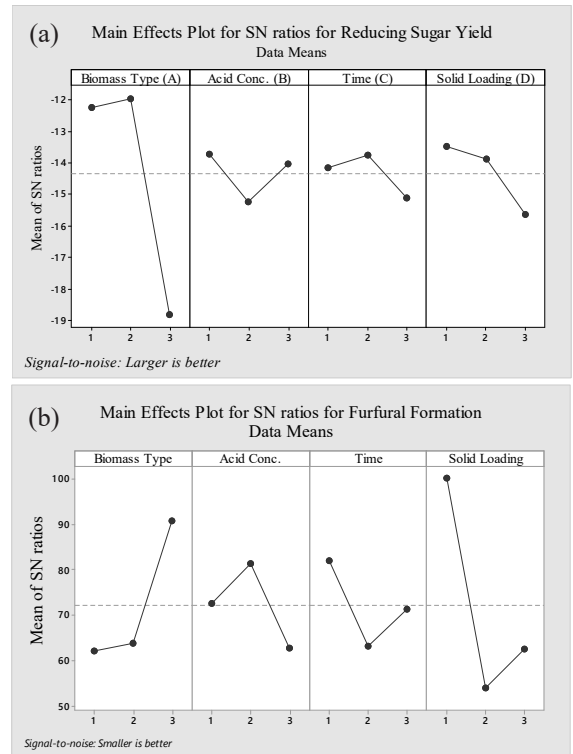 (a)
Main Effects Plot for SN ratios for Reducing Sugar Yield
Data Means
Biomass Type (A) Acid Conc. (B) Time (C) Solid Loading (D)
Mean of SN ratios
-12
-13
-14
-15
-16
-17
-18
-19
1 2 3 1 2 3 1 2 3 1 2 3
Signal-to-noise: Larger is better
(b)
Main Effects Plot for SN ratios for Furfural Formation
Data Means
Biomass Type Acid Conc. Time Solid Loading
Mean of SN ratios
100
90
80
70
60
50
1 2 3 1 2 3 1 2 3 1 2 3
Signal-to-noise: Smaller is better